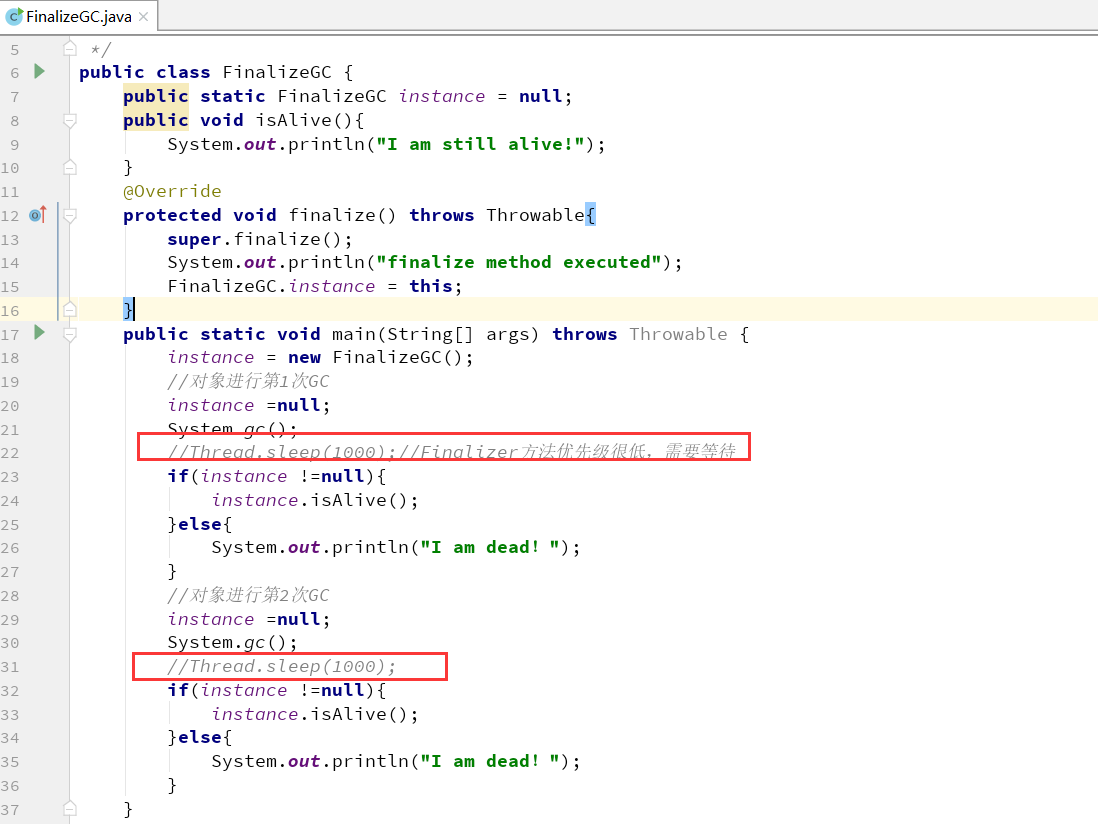 FinalizeGC.java
5 */
6 public class FinalizeGC {
7 public static FinalizeGC instance = null;
8 public void isAlive(){
9 System.out.println("I am still alive!");
10 }
11 @Override
12 protected void finalize() throws Throwable{
13 super.finalize();
14 System.out.println("finalize method executed");
15 FinalizeGC.instance = this;
16 }
17 public static void main(String[] args) throws Throwable {
18 instance = new FinalizeGC();
19 //对象进行第1次GC
20 instance =null;
21 System.gc();
22 //Thread.sleep(1000);//Finalizer方法优先级很低，需要等待
23 if(instance !=null){
24 instance.isAlive();
25 }else{
26 System.out.println("I am dead！");
27 }
28 //对象进行第2次GC
29 instance =null;
30 System.gc();
31 //Thread.sleep(1000);
32 if(instance !=null){
33 instance.isAlive();
34 }else{
35 System.out.println("I am dead！");
36 }
37 }